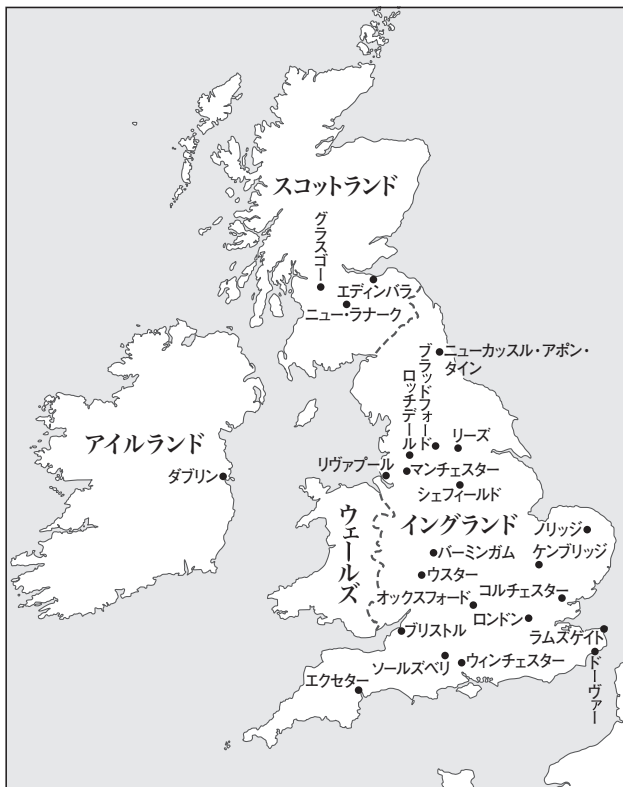 スコットランド
グラスゴー
エディンバラ
ニュー・ラナーク
ニューカッスル・アポン・
タイン
ブラッドフォード
ロッチデール
リーズ
アイルランド
ダブリン
リヴァプール
マンチェスター
シェフィールド
ウェールズ
イングランド
ノリッジ
バーミンガム
ケンブリッジ
ウスター
オックスフォード
コルチェスター
ロンドン
ブリストル
ラムズゲイト
ソールズベリ
ウィンチェスター
ドーヴァー
エクセター